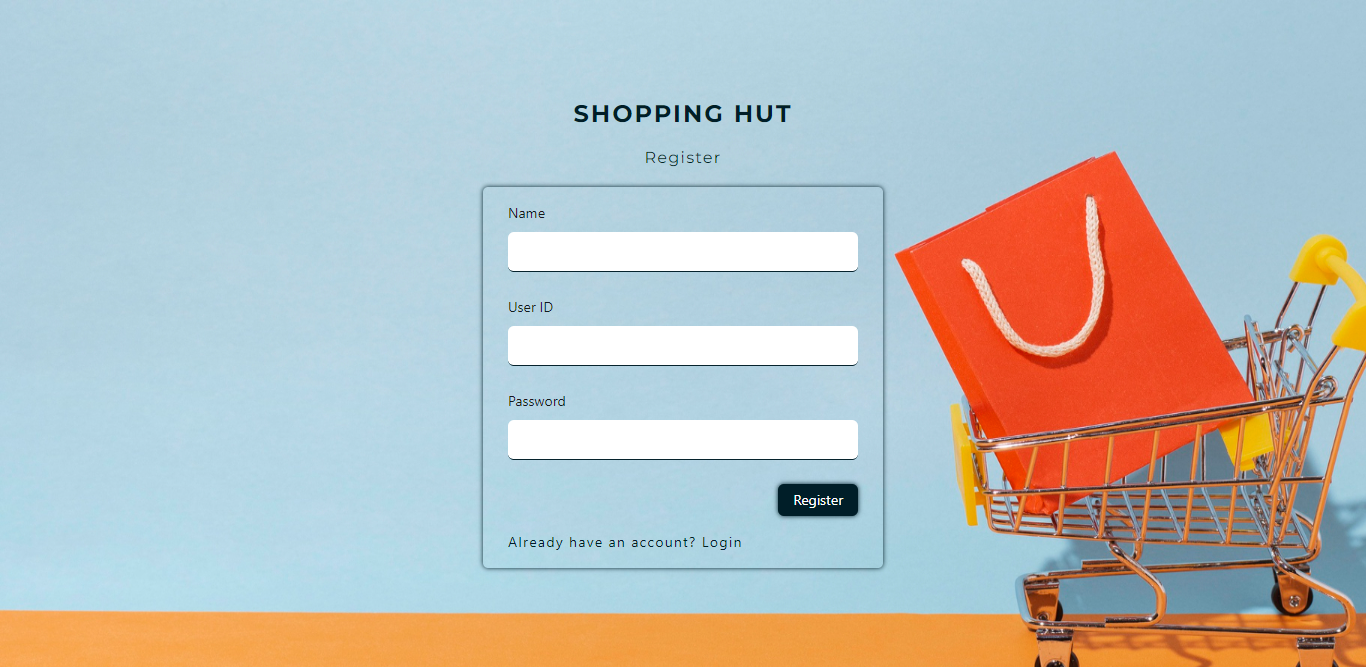 SHOPPING HUT
Register
Name
User ID
Password
Register
Already have an account? Login